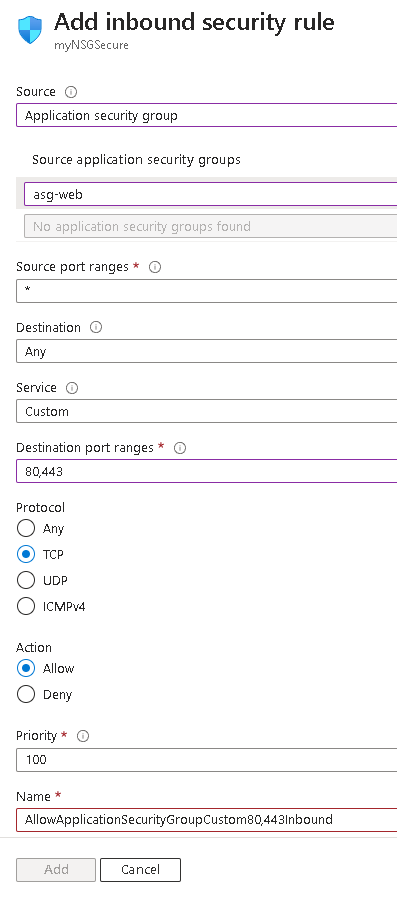 Add inbound security rule
myNSGSecure
Source
Application security group
Source application security groups
asg-web
No application security groups found
Source port ranges *
*
Destination
Any
Service
Custom
Destination port ranges *
80,443
Protocol
Any
TCP
UDP
ICMPv4
Action
Allow
Deny
Priority *
100
Name *
AllowApplicationSecurityGroupCustom80,443Inbound
Add Cancel